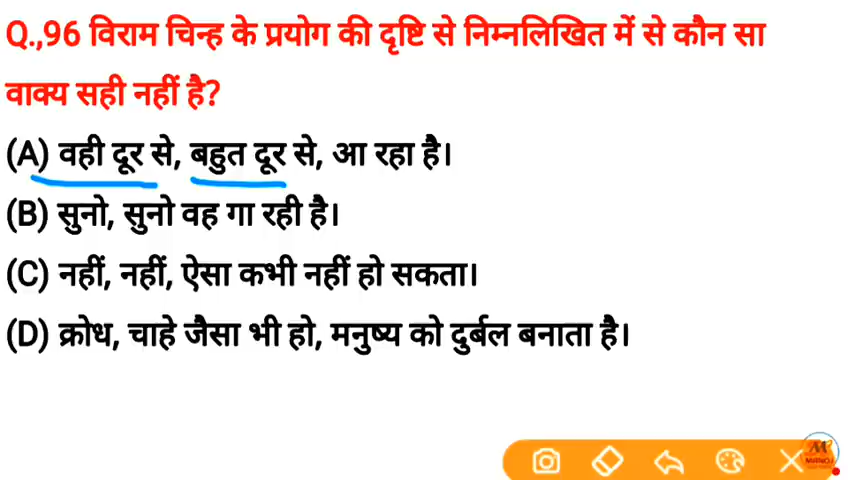 Q.,96 विराम चिन्ह के प्रयोग की दृष्टि से निम्नलिखित में से कौन सा
वाक्य सही नहीं है?
(A) वही दूर से, बहुत दूर से, आ रहा है।
(B) सुनो, सुनो वह गा रही है।
(C) नहीं, नहीं, ऐसा कभी नहीं हो सकता।
(D) क्रोध, चाहे जैसा भी हो, मनुष्य को दुर्बल बनाता है।